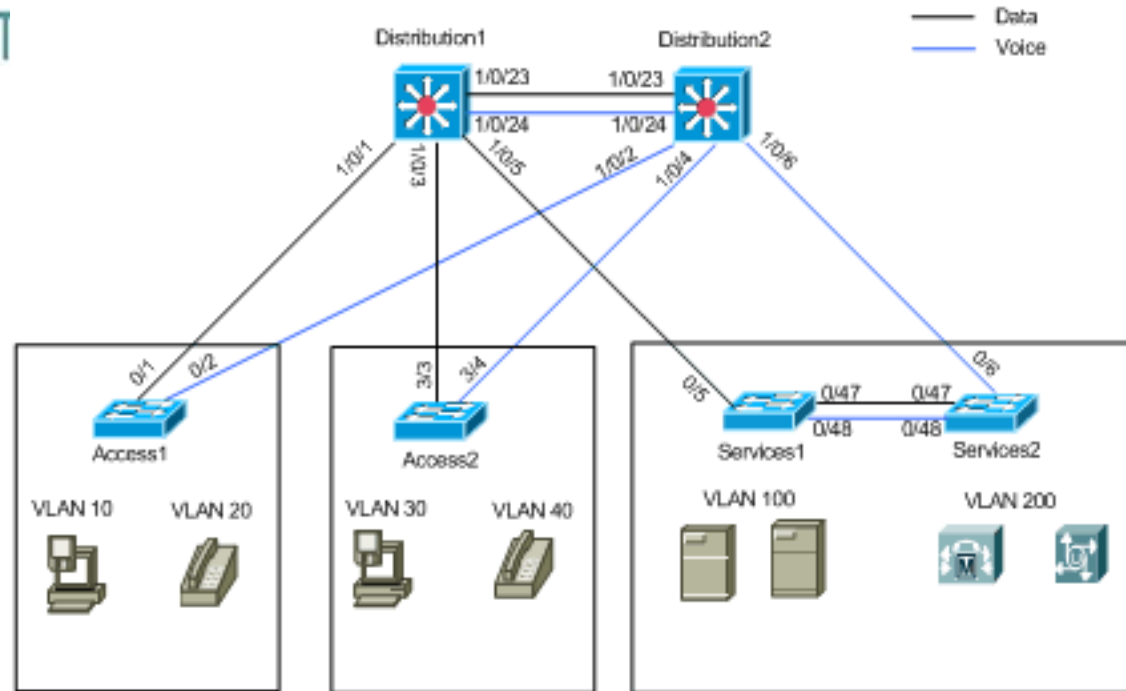 Data
Voice
Distribution1
Distribution2
1/0/23
1/0/23
1/0/24
1/0/24
1/0/1
1/0/3
1/0/5
1/0/2
1/0/4
1/0/6
0/1
0/2
3/3
3/4
0/5
0/6
0/47
0/47
0/48
0/48
Access1
Access2
Services1
Services2
VLAN 10
VLAN 20
VLAN 30
VLAN 40
VLAN 100
VLAN 200
M
U